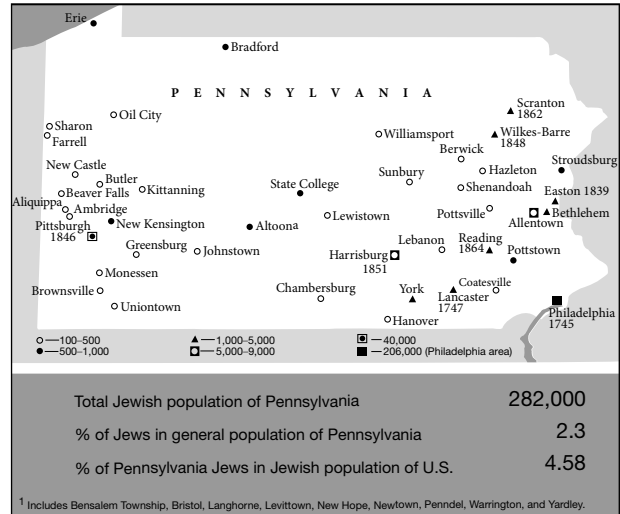 Erie
Bradford
P E N N S Y L V A N I A
Scranton
1862
Oil City
Sharon
Farrell
Williamsport
Wilkes-Barre
1848
Berwick
Stroudsburg
New Castle
Butler
Hazleton
Sunbury
State College
Kittanning
Beaver Falls
Shenandoah
Easton 1839
Aliquippa
Ambridge
Lewistown
Pottsville
Bethlehem
Allentown
Pittsburgh
1846
New Kensington
Altoona
Greensburg
Johnstown
Lebanon
Reading
1864
Harrisburg
1851
Pottstown
Monessen
Brownsville
Chambersburg
York
Coatesville
Lancaster
1747
Uniontown
Hanover
Philadelphia
1745
—100–500
—1,000–5,000
—40,000
—500–1,000
—5,000–9,000
—206,000 (Philadelphia area)
Total Jewish population of Pennsylvania 282,000
% of Jews in general population of Pennsylvania 2.3
% of Pennsylvania Jews in Jewish population of U.S. 4.58
1 Includes Bensalem Township, Bristol, Langhorne, Levittown, New Hope, Newtown, Penndel, Warrington, and Yardley.